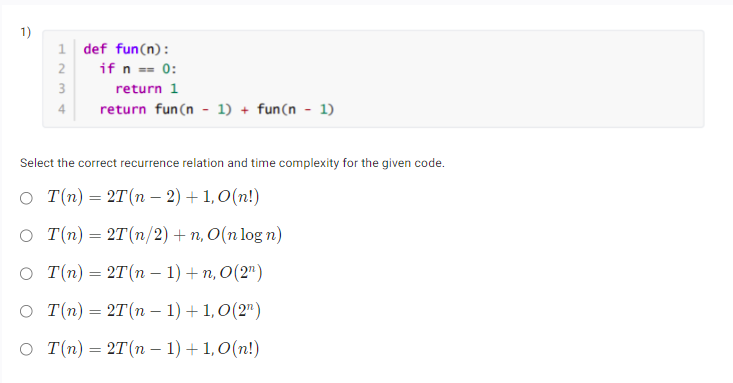 1)
1 def fun(n):
2 if n == 0:
3 return 1
4 return fun(n - 1) + fun(n - 1)
Select the correct recurrence relation and time complexity for the given code.
T(n) = 2T(n − 2) + 1, O(n!)
T(n) = 2T(n/2) + n, O(n log n)
T(n) = 2T(n − 1) + n, O(2ⁿ)
T(n) = 2T(n − 1) + 1, O(2ⁿ)
T(n) = 2T(n − 1) + 1, O(n!)